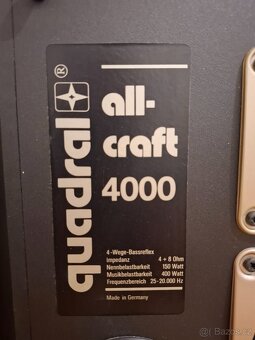 quadral®
all-
craft
4000
4-Wege-Bassreflex
Impedanz 4 + 8 Ohm
Nennbelastbarkeit 150 Watt
Musikbelastbarkeit 400 Watt
Frequenzbereich 25-20.000 Hz
Made in Germany